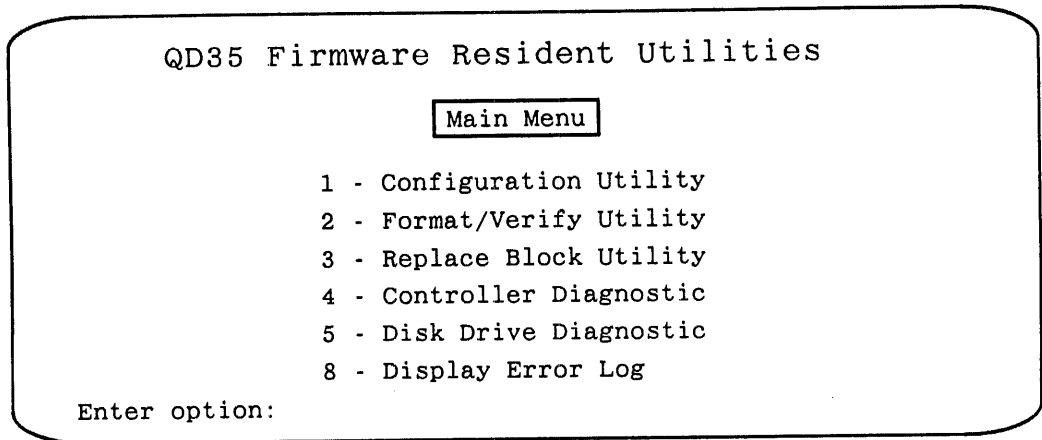 QD35 Firmware Resident Utilities
Main Menu
1 - Configuration Utility
2 - Format/Verify Utility
3 - Replace Block Utility
4 - Controller Diagnostic
5 - Disk Drive Diagnostic
8 - Display Error Log
Enter option: